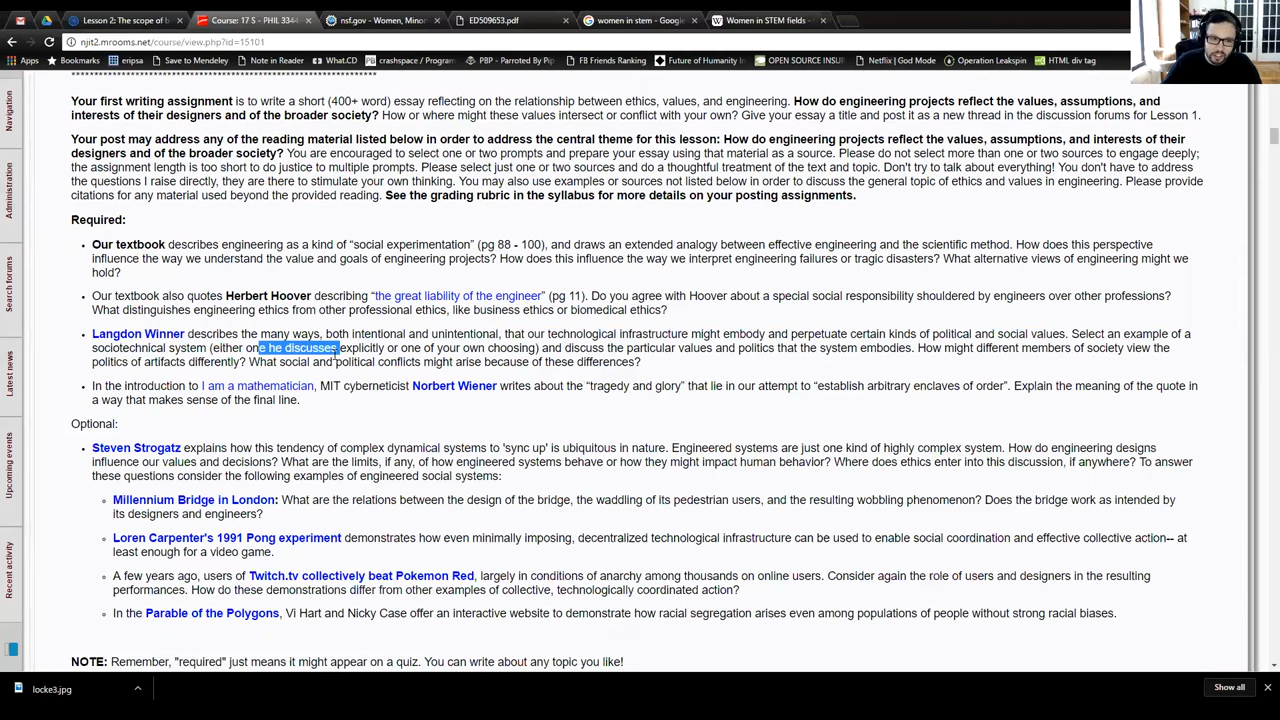 Lesson 2: The scope of b
Course: 17 S - PHIL 3344
nsf.gov - Women, Minor
ED509653.pdf
women in stem - Google
Women in STEM fields -
njit2.mrooms.net/course/view.php?id=15101
Apps Bookmarks eripsa Save to Mendeley Note in Reader What.CD crashspace / Program PBP - Parroted By Pip FB Friends Ranking Future of Humanity In OPEN SOURCE INSUR Netflix | God Mode Operation Leakspin HTML div tag
Navigation
Administration
Search forums
Latest news
Upcoming events
Recent activity
Your first writing assignment is to write a short (400+ word) essay reflecting on the relationship between ethics, values, and engineering. How do engineering projects reflect the values, assumptions, and
interests of their designers and of the broader society? How or where might these values intersect or conflict with your own? Give your essay a title and post it as a new thread in the discussion forums for Lesson 1.
Your post may address any of the reading material listed below in order to address the central theme for this lesson: How do engineering projects reflect the values, assumptions, and interests of their
designers and of the broader society? You are encouraged to select one or two prompts and prepare your essay using that material as a source. Please do not select more than one or two sources to engage deeply;
the assignment length is too short to do justice to multiple prompts. Please select just one or two sources and do a thoughtful treatment of the text and topic. Don't try to talk about everything! You don't have to address
the questions I raise directly, they are there to stimulate your own thinking. You may also use examples or sources not listed below in order to discuss the general topic of ethics and values in engineering. Please provide
citations for any material used beyond the provided reading. See the grading rubric in the syllabus for more details on your posting assignments.
Required:
Our textbook describes engineering as a kind of “social experimentation” (pg 88 - 100), and draws an extended analogy between effective engineering and the scientific method. How does this perspective
influence the way we understand the value and goals of engineering projects? How does this influence the way we interpret engineering failures or tragic disasters? What alternative views of engineering might we
hold?
Our textbook also quotes Herbert Hoover describing “the great liability of the engineer” (pg 11). Do you agree with Hoover about a special social responsibility shouldered by engineers over other professions?
What distinguishes engineering ethics from other professional ethics, like business ethics or biomedical ethics?
Langdon Winner describes the many ways, both intentional and unintentional, that our technological infrastructure might embody and perpetuate certain kinds of political and social values. Select an example of a
sociotechnical system (either one he discusses explicitly or one of your own choosing) and discuss the particular values and politics that the system embodies. How might different members of society view the
politics of artifacts differently? What social and political conflicts might arise because of these differences?
In the introduction to I am a mathematician, MIT cyberneticist Norbert Wiener writes about the “tragedy and glory” that lie in our attempt to “establish arbitrary enclaves of order”. Explain the meaning of the quote in
a way that makes sense of the final line.
Optional:
Steven Strogatz explains how this tendency of complex dynamical systems to 'sync up' is ubiquitous in nature. Engineered systems are just one kind of highly complex system. How do engineering designs
influence our values and decisions? What are the limits, if any, of how engineered systems behave or how they might impact human behavior? Where does ethics enter into this discussion, if anywhere? To answer
these questions consider the following examples of engineered social systems:
Millennium Bridge in London: What are the relations between the design of the bridge, the waddling of its pedestrian users, and the resulting wobbling phenomenon? Does the bridge work as intended by
its designers and engineers?
Loren Carpenter's 1991 Pong experiment demonstrates how even minimally imposing, decentralized technological infrastructure can be used to enable social coordination and effective collective action-- at
least enough for a video game.
A few years ago, users of Twitch.tv collectively beat Pokemon Red, largely in conditions of anarchy among thousands on online users. Consider again the role of users and designers in the resulting
performances. How do these demonstrations differ from other examples of collective, technologically coordinated action?
In the Parable of the Polygons, Vi Hart and Nicky Case offer an interactive website to demonstrate how racial segregation arises even among populations of people without strong racial biases.
NOTE: Remember, "required" just means it might appear on a quiz. You can write about any topic you like!
locke3.jpg
Show all